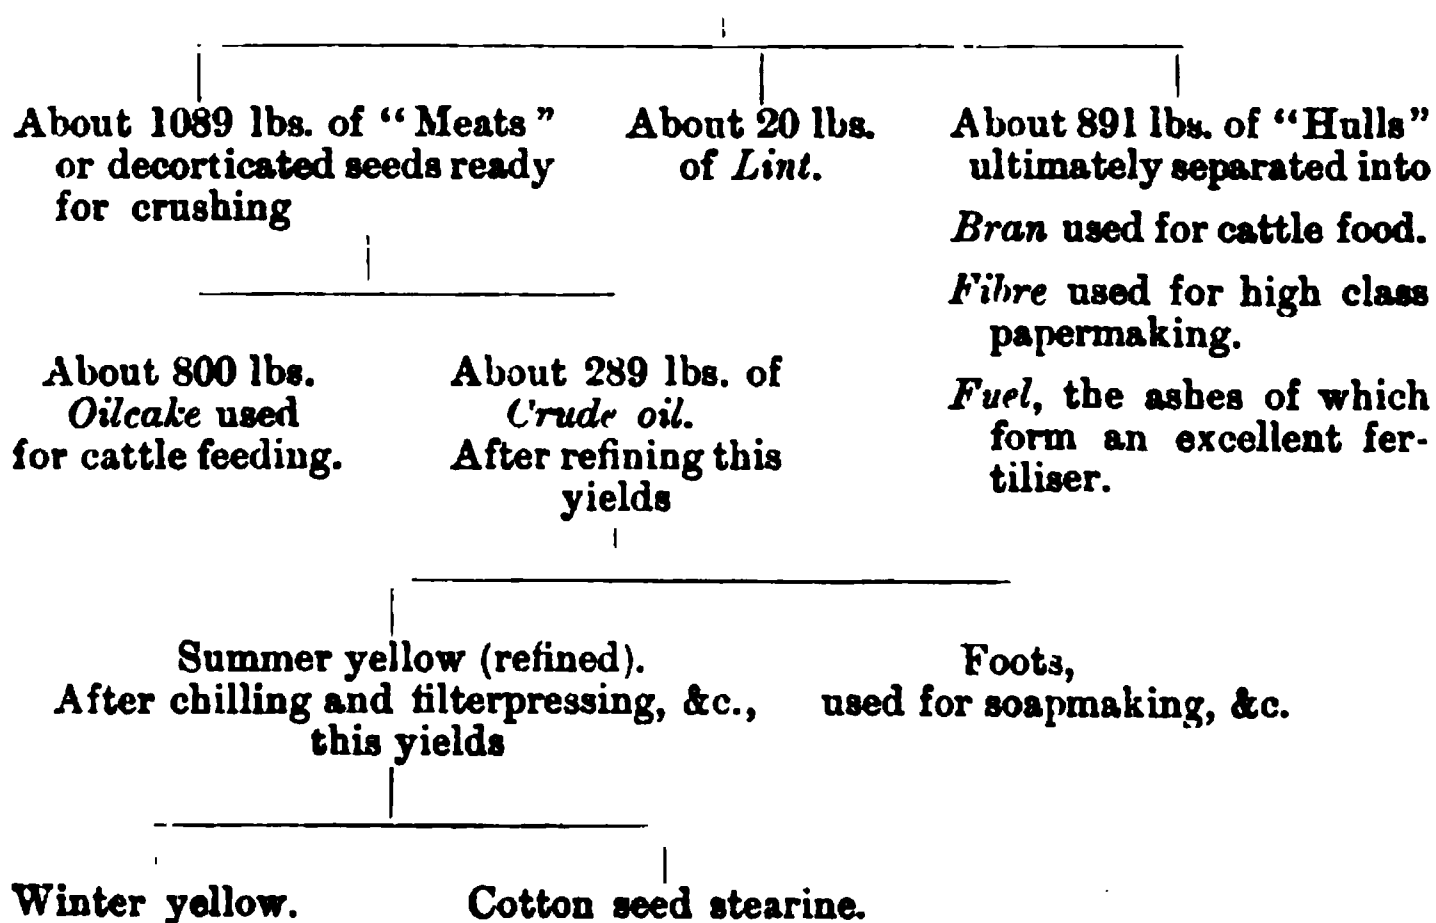 About 1089 lbs. of “Meats”
or decorticated seeds ready
for crushing
About 20 lbs.
of Lint.
About 891 lbs. of “Hulls”
ultimately separated into
Bran used for cattle food.
Fibre used for high class
papermaking.
Fuel, the ashes of which
form an excellent fer-
tiliser.
About 800 lbs.
Oilcake used
for cattle feeding.
About 289 lbs. of
Crude oil.
After refining this
yields
Summer yellow (refined).
After chilling and filterpressing, &c.,
this yields
Foots,
used for soapmaking, &c.
Winter yellow.
Cotton seed stearine.